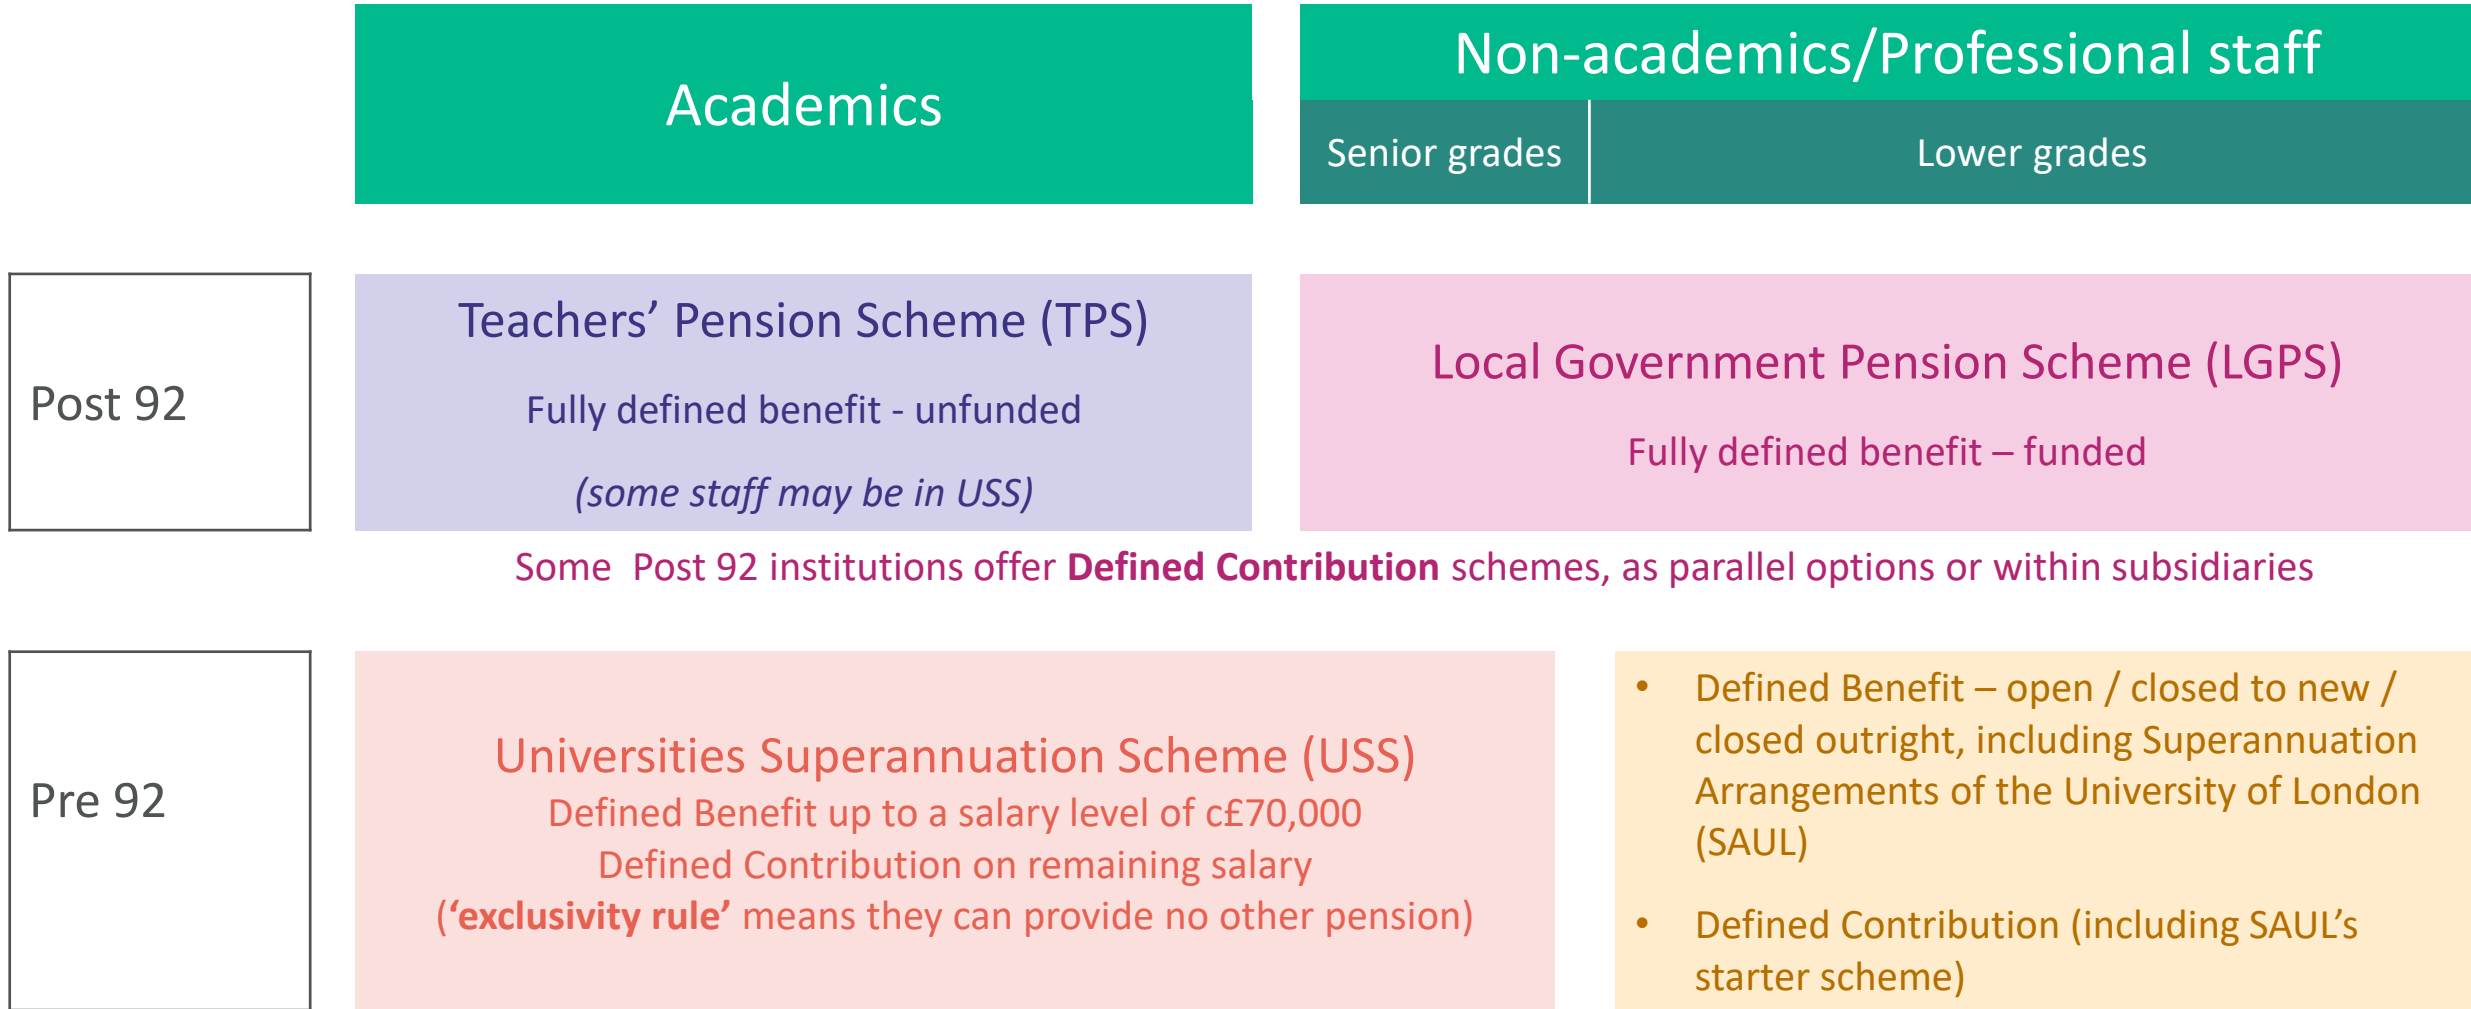 Academics
Non-academics/Professional staff
Senior grades
Lower grades
Post 92
Teachers’ Pension Scheme (TPS)
Fully defined benefit - unfunded
(some staff may be in USS)
Local Government Pension Scheme (LGPS)
Fully defined benefit – funded
Some  Post 92 institutions offer Defined Contribution schemes, as parallel options or within subsidiaries
Pre 92
Universities Superannuation Scheme (USS)
Defined Benefit up to a salary level of c£70,000
Defined Contribution on remaining salary
(‘exclusivity rule’ means they can provide no other pension)
• Defined Benefit – open / closed to new /
closed outright, including Superannuation
Arrangements of the University of London
(SAUL)
• Defined Contribution (including SAUL’s
starter scheme)